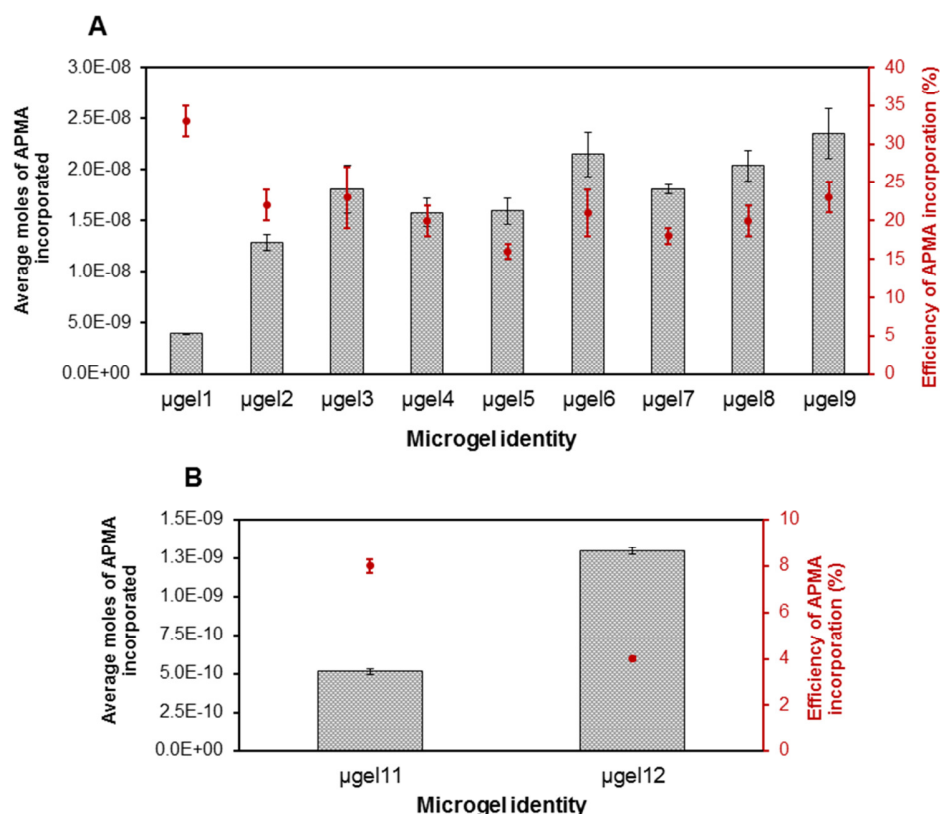 A
Average moles of APMA
incorporated
3.0E-08
2.5E-08
2.0E-08
1.5E-08
1.0E-08
5.0E-09
0.0E+00
40
35
30
25
20
15
10
5
0
Efficiency of APMA incorporation (%)
µgel1 µgel2 µgel3 µgel4 µgel5 µgel6 µgel7 µgel8 µgel9
Microgel identity
B
Average moles of APMA
incorporated
1.5E-09
1.3E-09
1.0E-09
7.5E-10
5.0E-10
2.5E-10
0.0E+00
10
8
6
4
2
0
Efficiency of APMA
incorporation (%)
µgel11 µgel12
Microgel identity